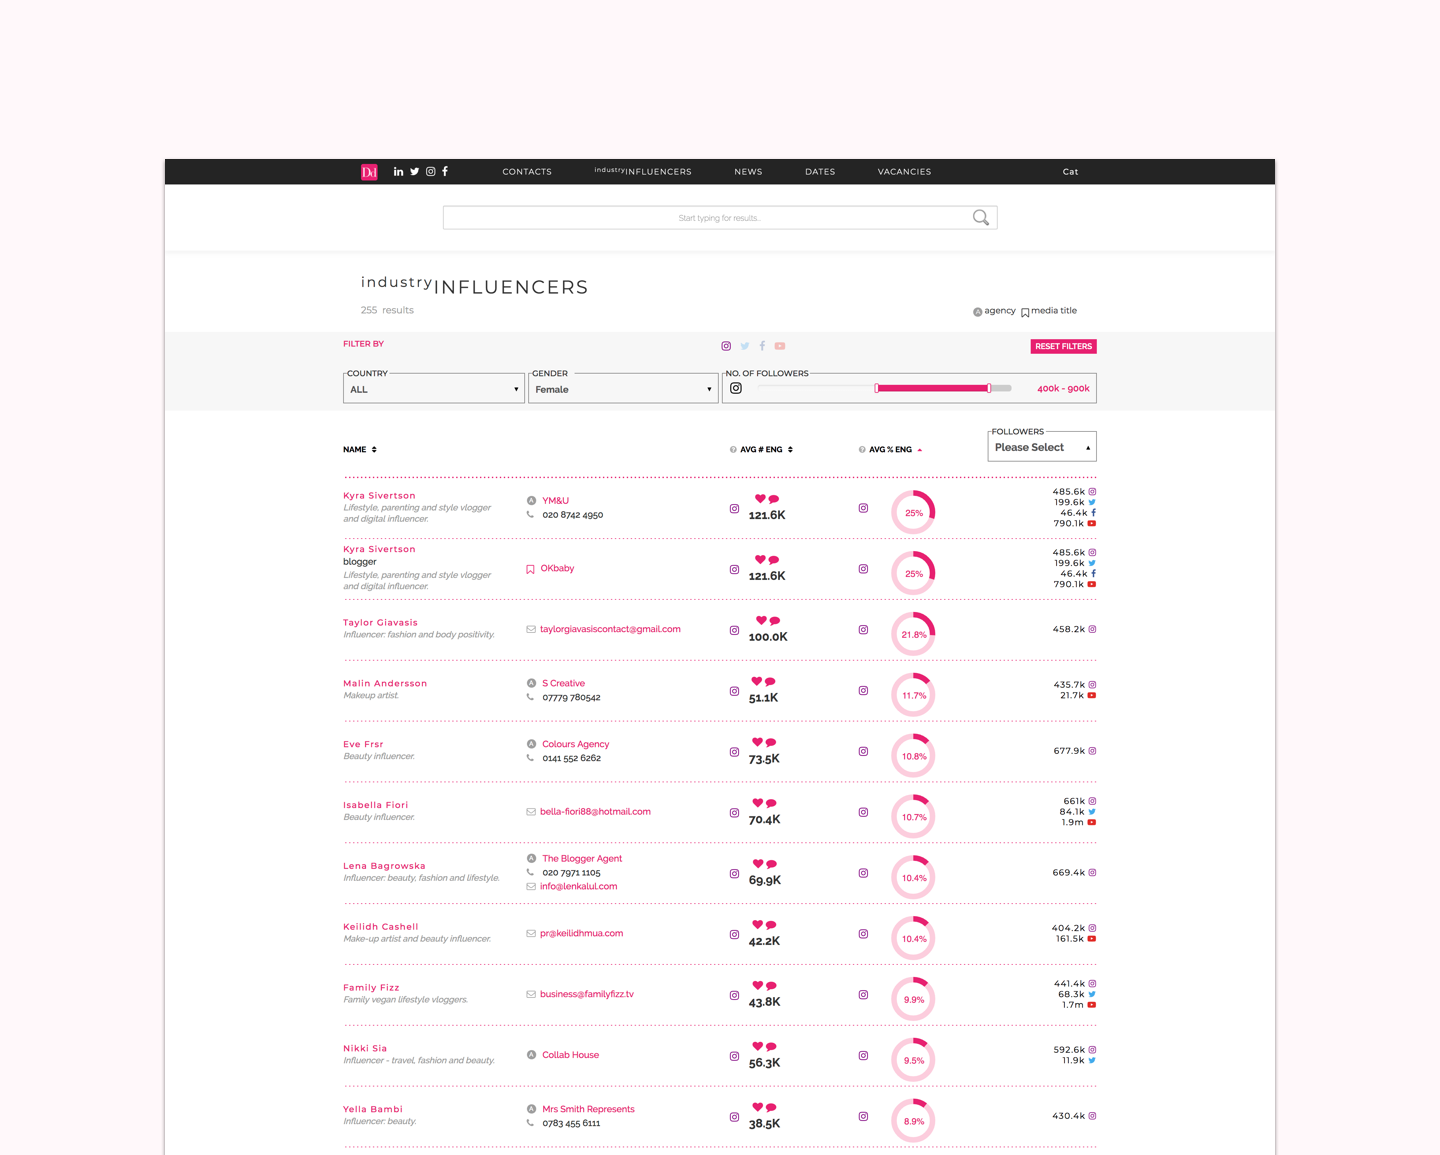 Dd CONTACTS industryINFLUENCERS NEWS DATES VACANCIES Cat
Start typing for results..
industryINFLUENCERS
255 results
A agency media title
FILTER BY RESET FILTERS
COUNTRY GENDER NO. OF FOLLOWERS
ALL Female 400k - 900k
FOLLOWERS
NAME ? AVG # ENG ? AVG % ENG Please Select
Kyra Sivertson
Lifestyle, parenting and style vlogger
and digital influencer.
A YM&U
020 8742 4950
121.6K
25%
485.6k
199.6k
46.4k
790.1k
Kyra Sivertson
blogger
Lifestyle, parenting and style vlogger
and digital influencer.
OKbaby
121.6K
25%
485.6k
199.6k
46.4k
790.1k
Taylor Giavasis
Influencer: fashion and body positivity.
taylorgiavasiscontact@gmail.com
100.0K
21.8%
458.2k
Malin Andersson
Makeup artist.
A S Creative
07779 780542
51.1K
11.7%
435.7k
21.7k
Eve Frsr
Beauty influencer.
A Colours Agency
0141 552 6262
73.5K
10.8%
677.9k
Isabella Fiori
Beauty influencer.
bella-fiori88@hotmail.com
70.4K
10.7%
661k
84.1k
1.9m
Lena Bagrowska
Influencer: beauty, fashion and lifestyle.
A The Blogger Agent
020 7971 1105
info@lenkalul.com
69.9K
10.4%
669.4k
Keilidh Cashell
Make-up artist and beauty influencer.
pr@keilidhmua.com
42.2K
10.4%
404.2k
161.5k
Family Fizz
Family vegan lifestyle vloggers.
business@familyfizz.tv
43.8K
9.9%
441.4k
68.3k
1.7m
Nikki Sia
Influencer - travel, fashion and beauty.
A Collab House
56.3K
9.5%
592.6k
11.9k
Yella Bambi
Influencer: beauty.
A Mrs Smith Represents
0783 455 6111
38.5K
8.9%
430.4k